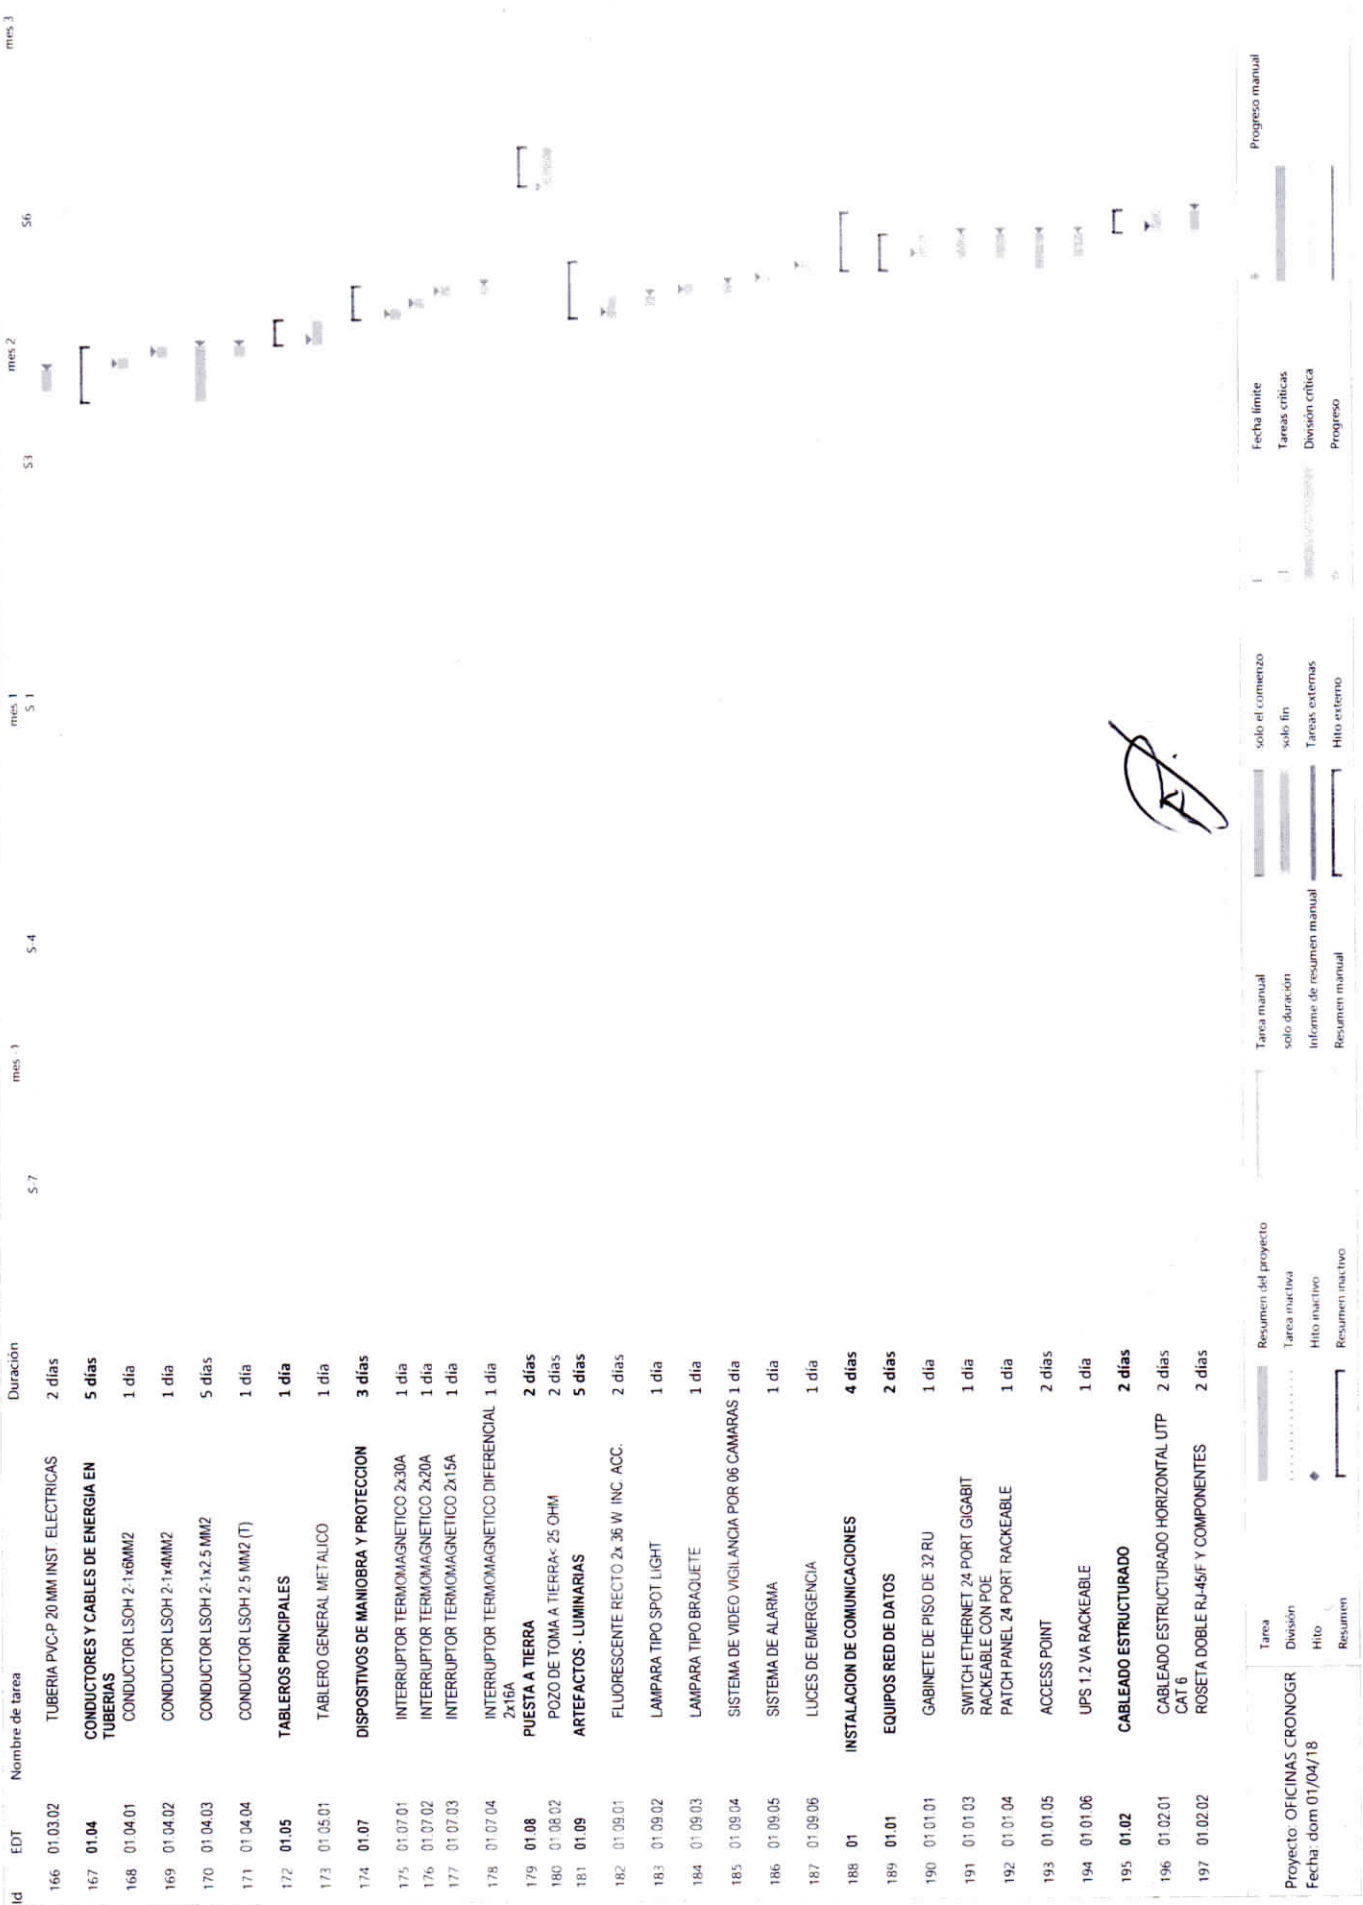 mes -1 mes 1 mes 2 mes 3
Id EDT Nombre de tarea Duración S-7 S-4 S 1 S3 S6
166 01.03.02 TUBERIA PVC-P 20 MM INST. ELECTRICAS 2 días
167 01.04 CONDUCTORES Y CABLES DE ENERGIA EN TUBERIAS 5 días
168 01.04.01 CONDUCTOR LSOH 2-1x6MM2 1 día
169 01.04.02 CONDUCTOR LSOH 2-1x4MM2 1 día
170 01.04.03 CONDUCTOR LSOH 2-1x2.5 MM2 5 días
171 01.04.04 CONDUCTOR LSOH 2.5 MM2 (T) 1 día
172 01.05 TABLEROS PRINCIPALES 1 día
173 01.05.01 TABLERO GENERAL METALICO 1 día
174 01.07 DISPOSITIVOS DE MANIOBRA Y PROTECCION 3 días
175 01.07.01 INTERRUPTOR TERMOMAGNETICO 2x30A 1 día
176 01.07.02 INTERRUPTOR TERMOMAGNETICO 2x20A 1 día
177 01.07.03 INTERRUPTOR TERMOMAGNETICO 2x15A 1 día
178 01.07.04 INTERRUPTOR TERMOMAGNETICO DIFERENCIAL 2x16A 1 día
179 01.08 PUESTA A TIERRA 2 días
180 01.08.02 POZO DE TOMA A TIERRA< 25 OHM 2 días
181 01.09 ARTEFACTOS - LUMINARIAS 5 días
182 01.09.01 FLUORESCENTE RECTO 2x 36 W INC. ACC. 2 días
183 01.09.02 LAMPARA TIPO SPOT LIGHT 1 día
184 01.09.03 LAMPARA TIPO BRAQUETE 1 día
185 01.09.04 SISTEMA DE VIDEO VIGILANCIA POR 06 CAMARAS 1 día
186 01.09.05 SISTEMA DE ALARMA 1 día
187 01.09.06 LUCES DE EMERGENCIA 1 día
188 01 INSTALACION DE COMUNICACIONES 4 días
189 01.01 EQUIPOS RED DE DATOS 2 días
190 01.01.01 GABINETE DE PISO DE 32 RU 1 día
191 01.01.03 SWITCH ETHERNET 24 PORT GIGABIT RACKEABLE CON POE 1 día
192 01.01.04 PATCH PANEL 24 PORT RACKEABLE 1 día
193 01.01.05 ACCESS POINT 2 días
194 01.01.06 UPS 1.2 VA RACKEABLE 1 día
195 01.02 CABLEADO ESTRUCTURADO 2 días
196 01.02.01 CABLEADO ESTRUCTURADO HORIZONTAL UTP CAT 6 2 días
197 01.02.02 ROSETA DOBLE RJ-45/F Y COMPONENTES 2 días
Proyecto: OFICINAS CRONOGR
Fecha: dom 01/04/18
Tarea Resumen del proyecto Tarea manual solo el comienzo Fecha límite Progreso manual
División Tarea inactiva solo duración solo fin Tareas críticas
Hito Hito inactivo Informe de resumen manual Tareas externas División crítica
Resumen Resumen inactivo Resumen manual Hito externo Progreso